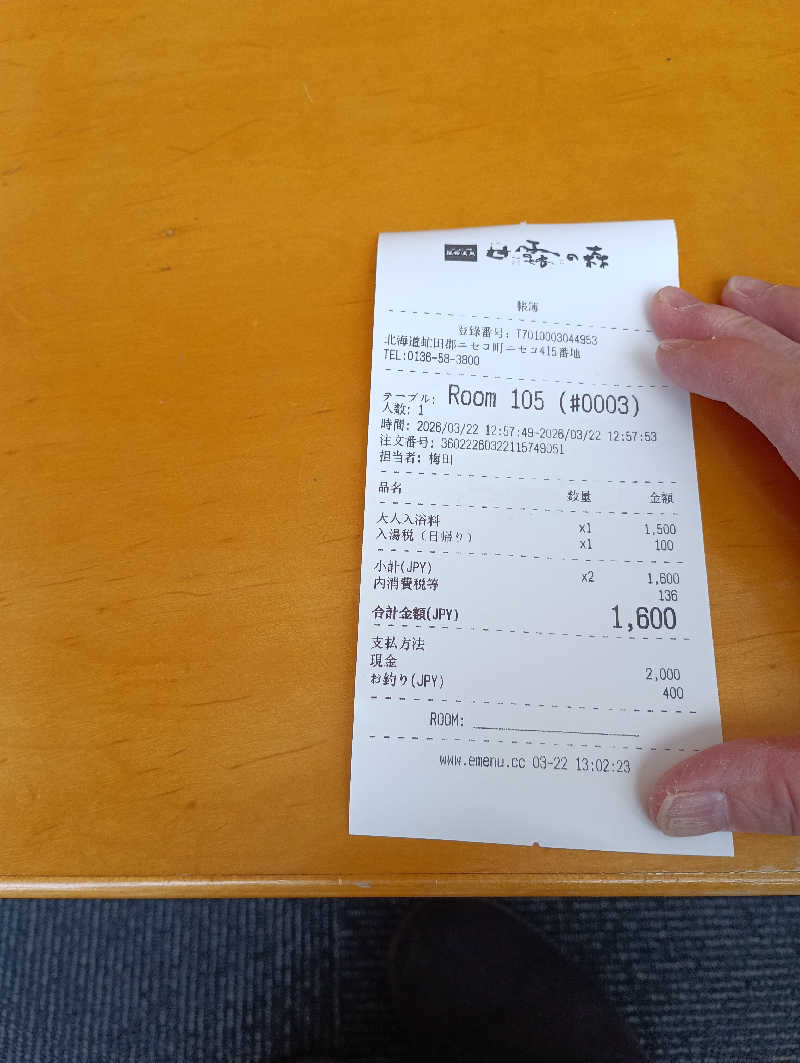 の森
帳簿
登録番号: T7010003044953
北海道虻田郡ニセコ町ニセコ415番地
TEL:0136-58-3800
テーブル: Room 105 (#0003)
人数: 1
時間: 2026/03/22 12:57:49-2026/03/22 12:57:53
注文番号: 36022260322115749051
担当者: 梅田
品名 数量 金額
大人入浴料 x1 1,500
入湯税(日帰り) x1 100
小計(JPY) x2 1,600
内消費税等 136
合計金額(JPY) 1,600
支払方法
現金 2,000
お釣り(JPY) 400
ROOM:
www.emenu.cc 03-22 13:02:23